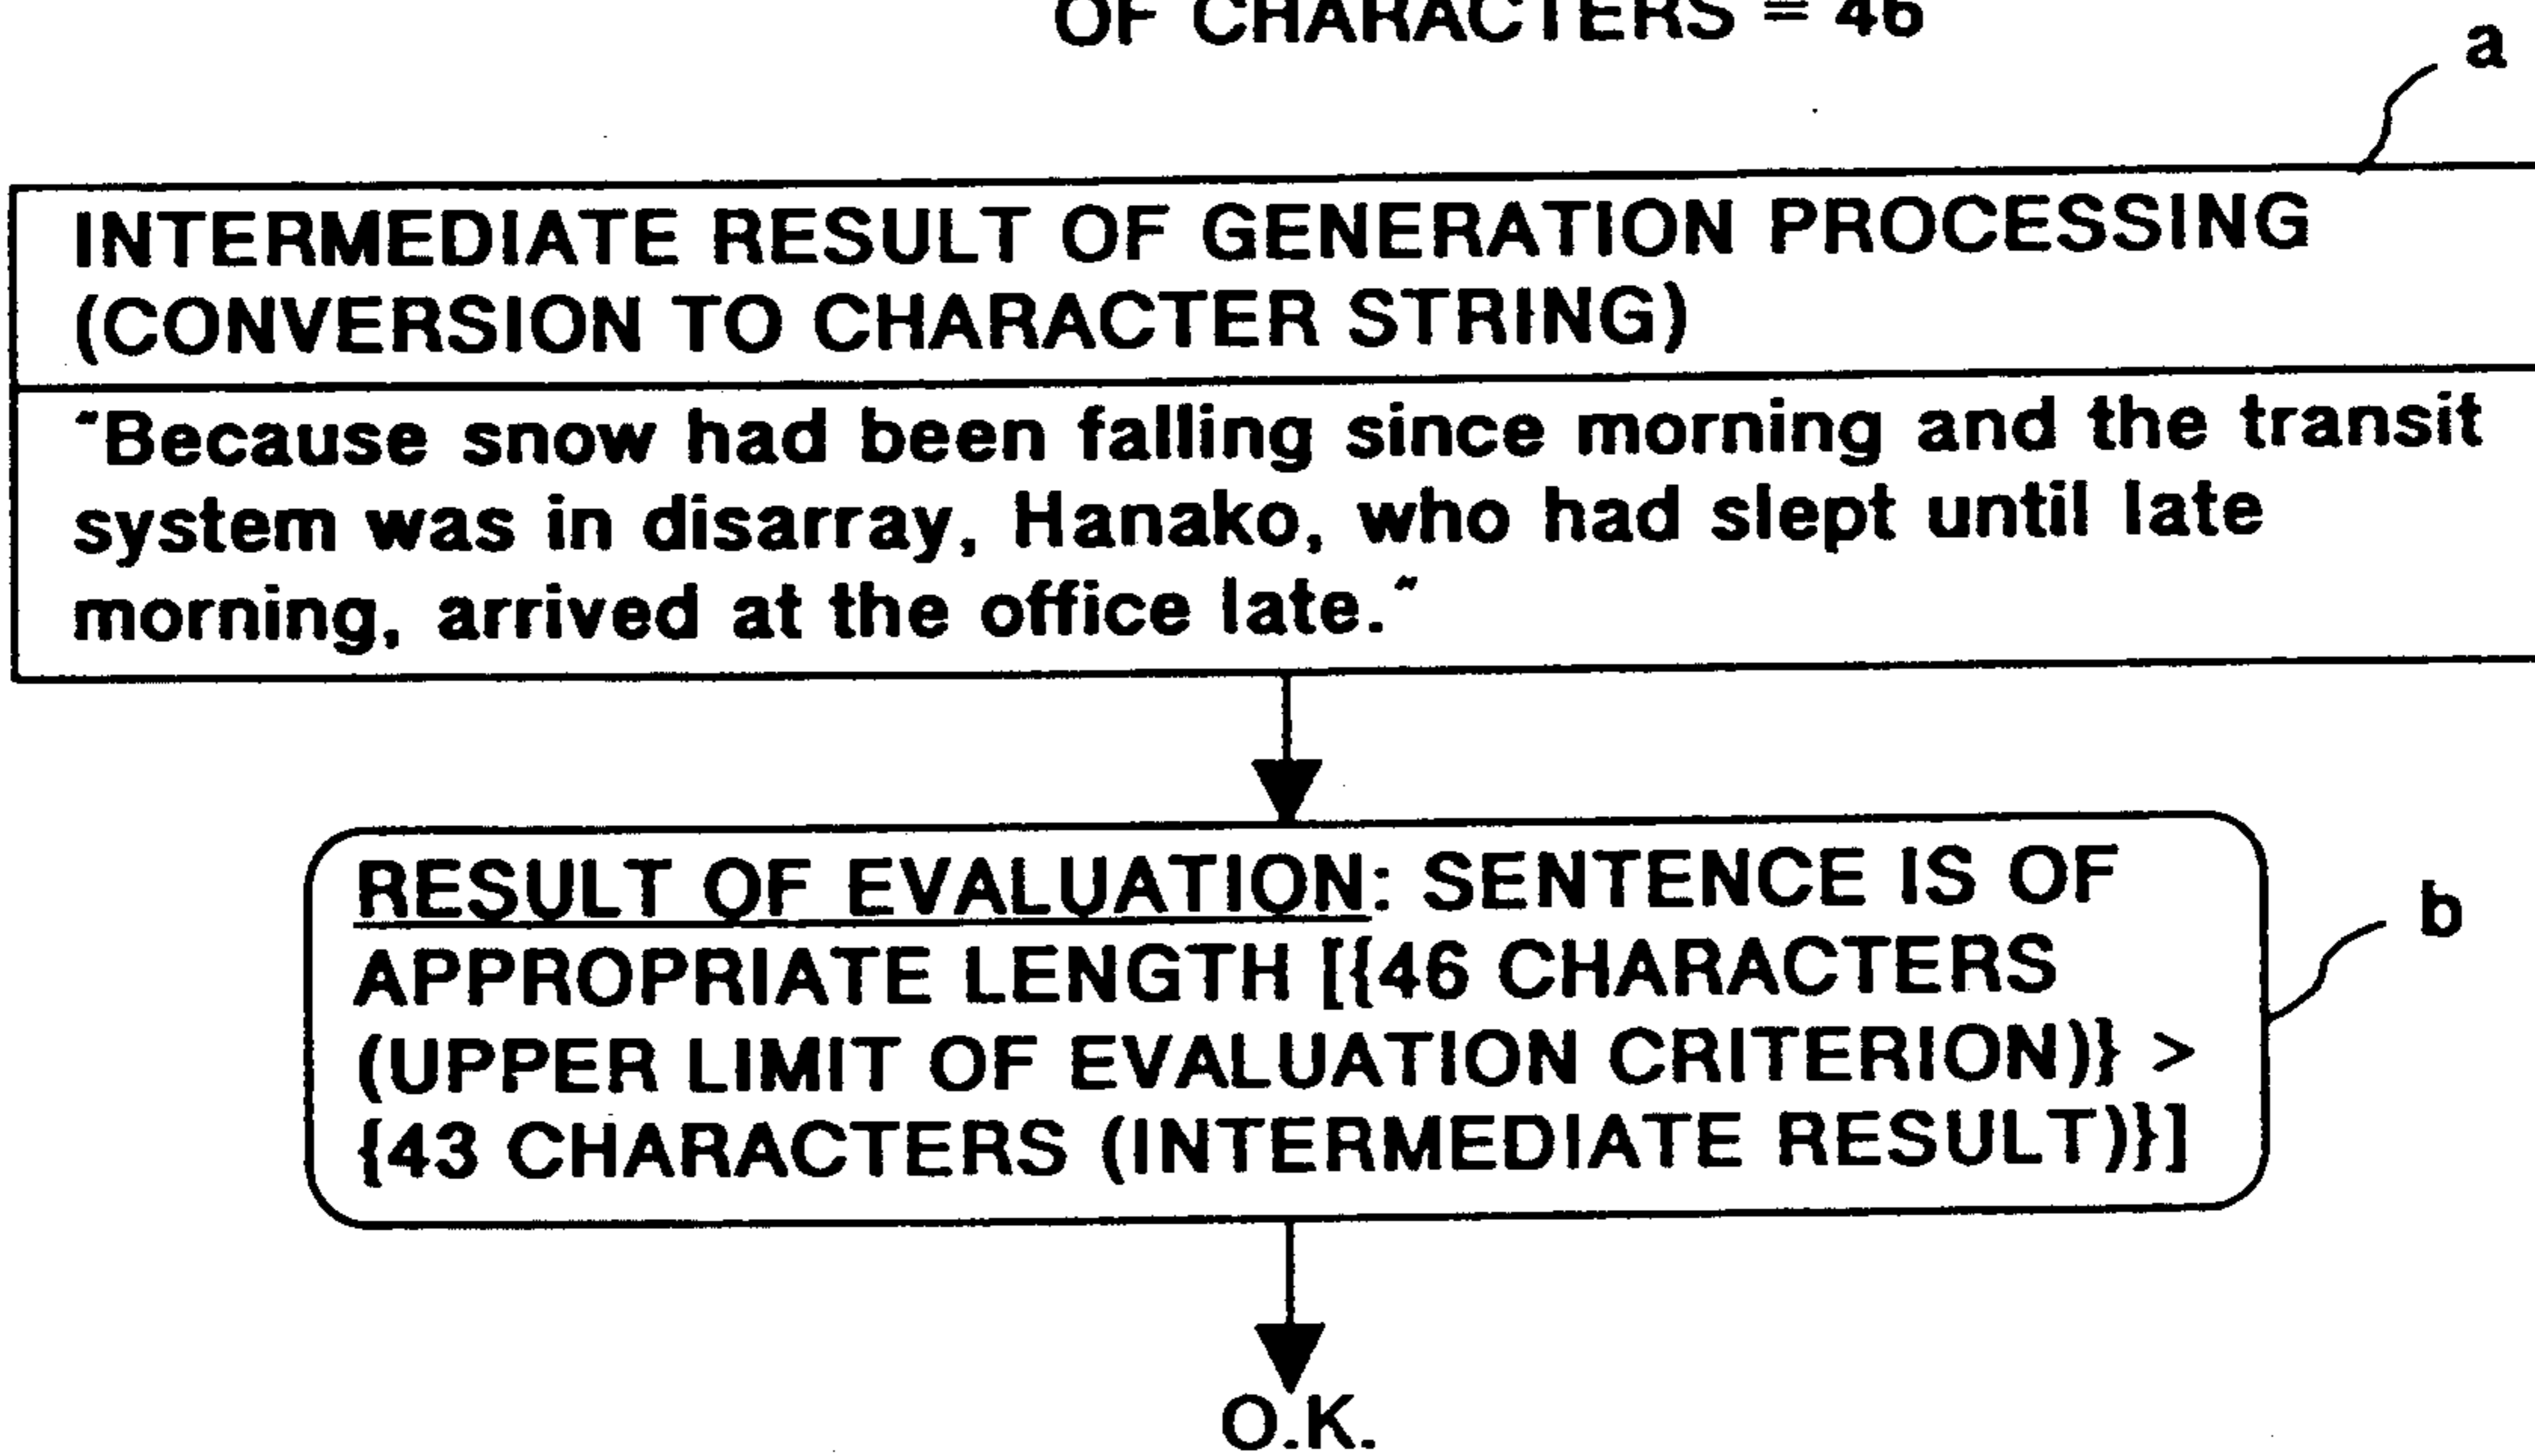 OF CHARACTERS = 46
a
INTERMEDIATE RESULT OF GENERATION PROCESSING
(CONVERSION TO CHARACTER STRING)
"Because snow had been falling since morning and the transit
system was in disarray, Hanako, who had slept until late
morning, arrived at the office late."
RESULT OF EVALUATION: SENTENCE IS OF
APPROPRIATE LENGTH [{46 CHARACTERS
(UPPER LIMIT OF EVALUATION CRITERION)} >
{43 CHARACTERS (INTERMEDIATE RESULT)}]
b
O.K.